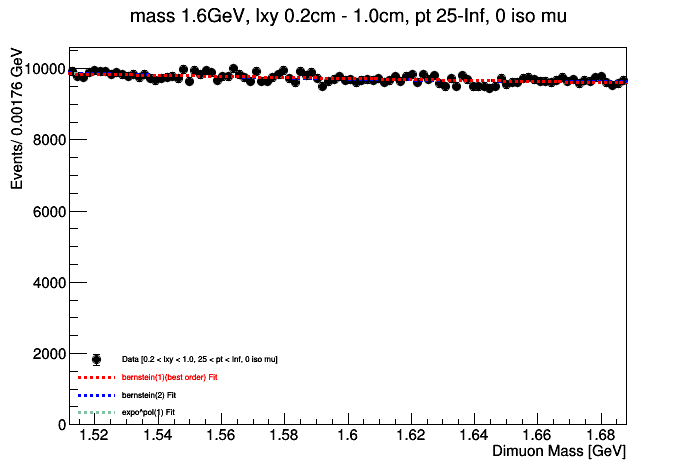 mass 1.6GeV, lxy 0.2cm - 1.0cm, pt 25-Inf, 0 iso mu
Events/ 0.00176 GeV
10000
8000
6000
4000
2000
0
Data [0.2 < lxy < 1.0, 25 < pt < Inf, 0 iso mu]
bernstein(1)(best order) Fit
bernstein(2) Fit
expo^pol(1) Fit
1.52 1.54 1.56 1.58 1.6 1.62 1.64 1.66 1.68
Dimuon Mass [GeV]